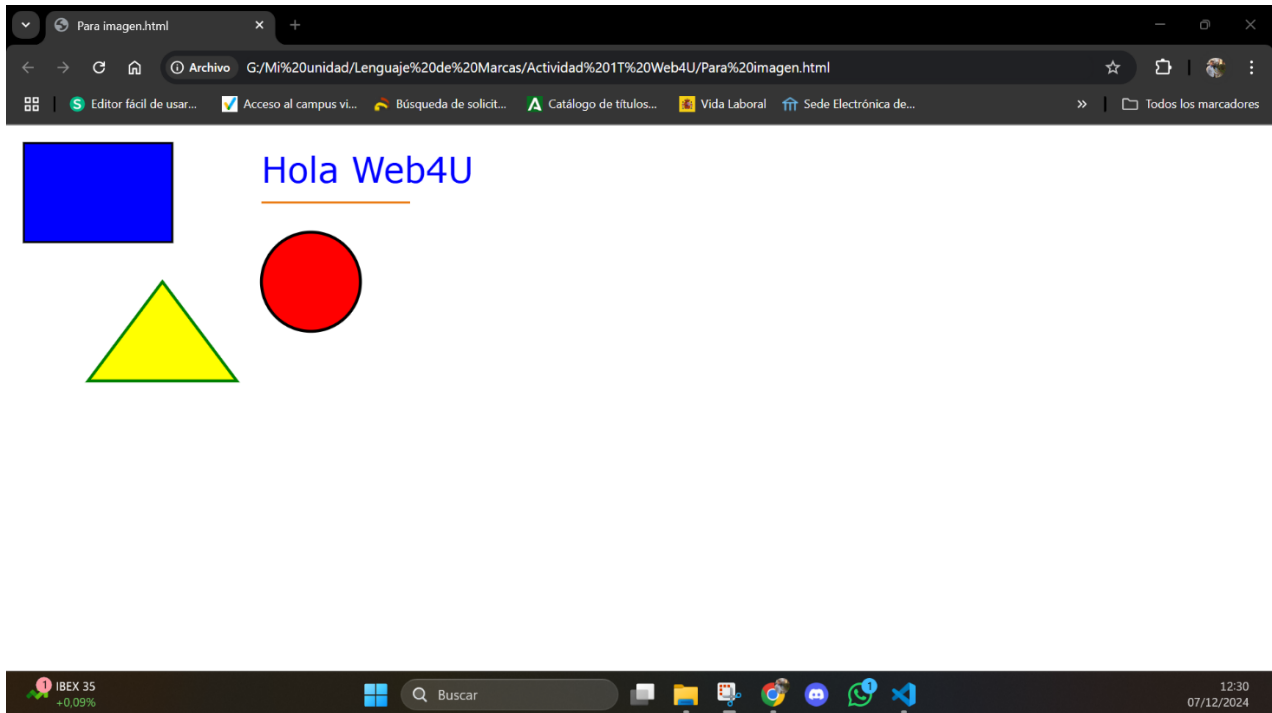 Para imagen.html
Archivo G:/Mi%20unidad/Lenguaje%20de%20Marcas/Actividad%201T%20Web4U/Para%20imagen.html
Editor fácil de usar... Acceso al campus vi... Búsqueda de solicit... Catálogo de títulos... Vida Laboral Sede Electrónica de... » Todos los marcadores
Hola Web4U
1 IBEX 35
+0,09%
Buscar
1
12:30
07/12/2024